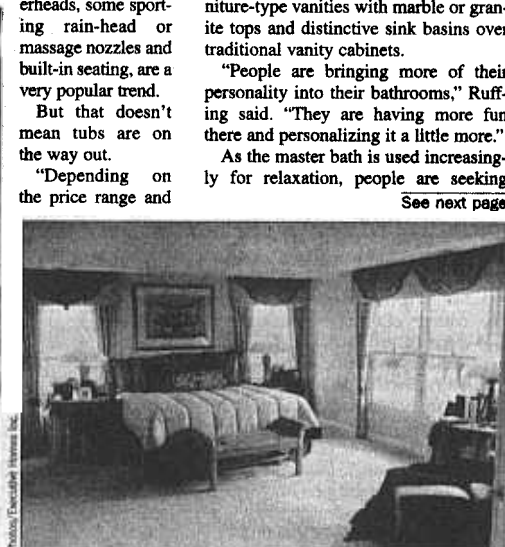 erheads, some sport-
ing rain-head or
massage nozzles and
built-in seating, are a
very popular trend.
But that doesn't
mean tubs are on
the way out.
"Depending on
the price range and
niture-type vanities with marble or gran-
ite tops and distinctive sink basins over
traditional vanity cabinets.
"People are bringing more of their
personality into their bathrooms," Ruff-
ing said. "They are having more fun
there and personalizing it a little more."
As the master bath is used increasing-
ly for relaxation, people are seeking
See next page
Photos/Executive Homes Inc.